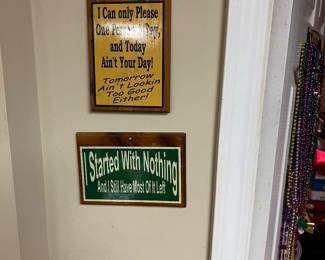 I Can only Please
One Person A Day,
and Today
Ain't Your Day!
Tomorrow
Ain't Lookin
Too Good
Either!
I Started With Nothing
And I Still Have Most Of It Left